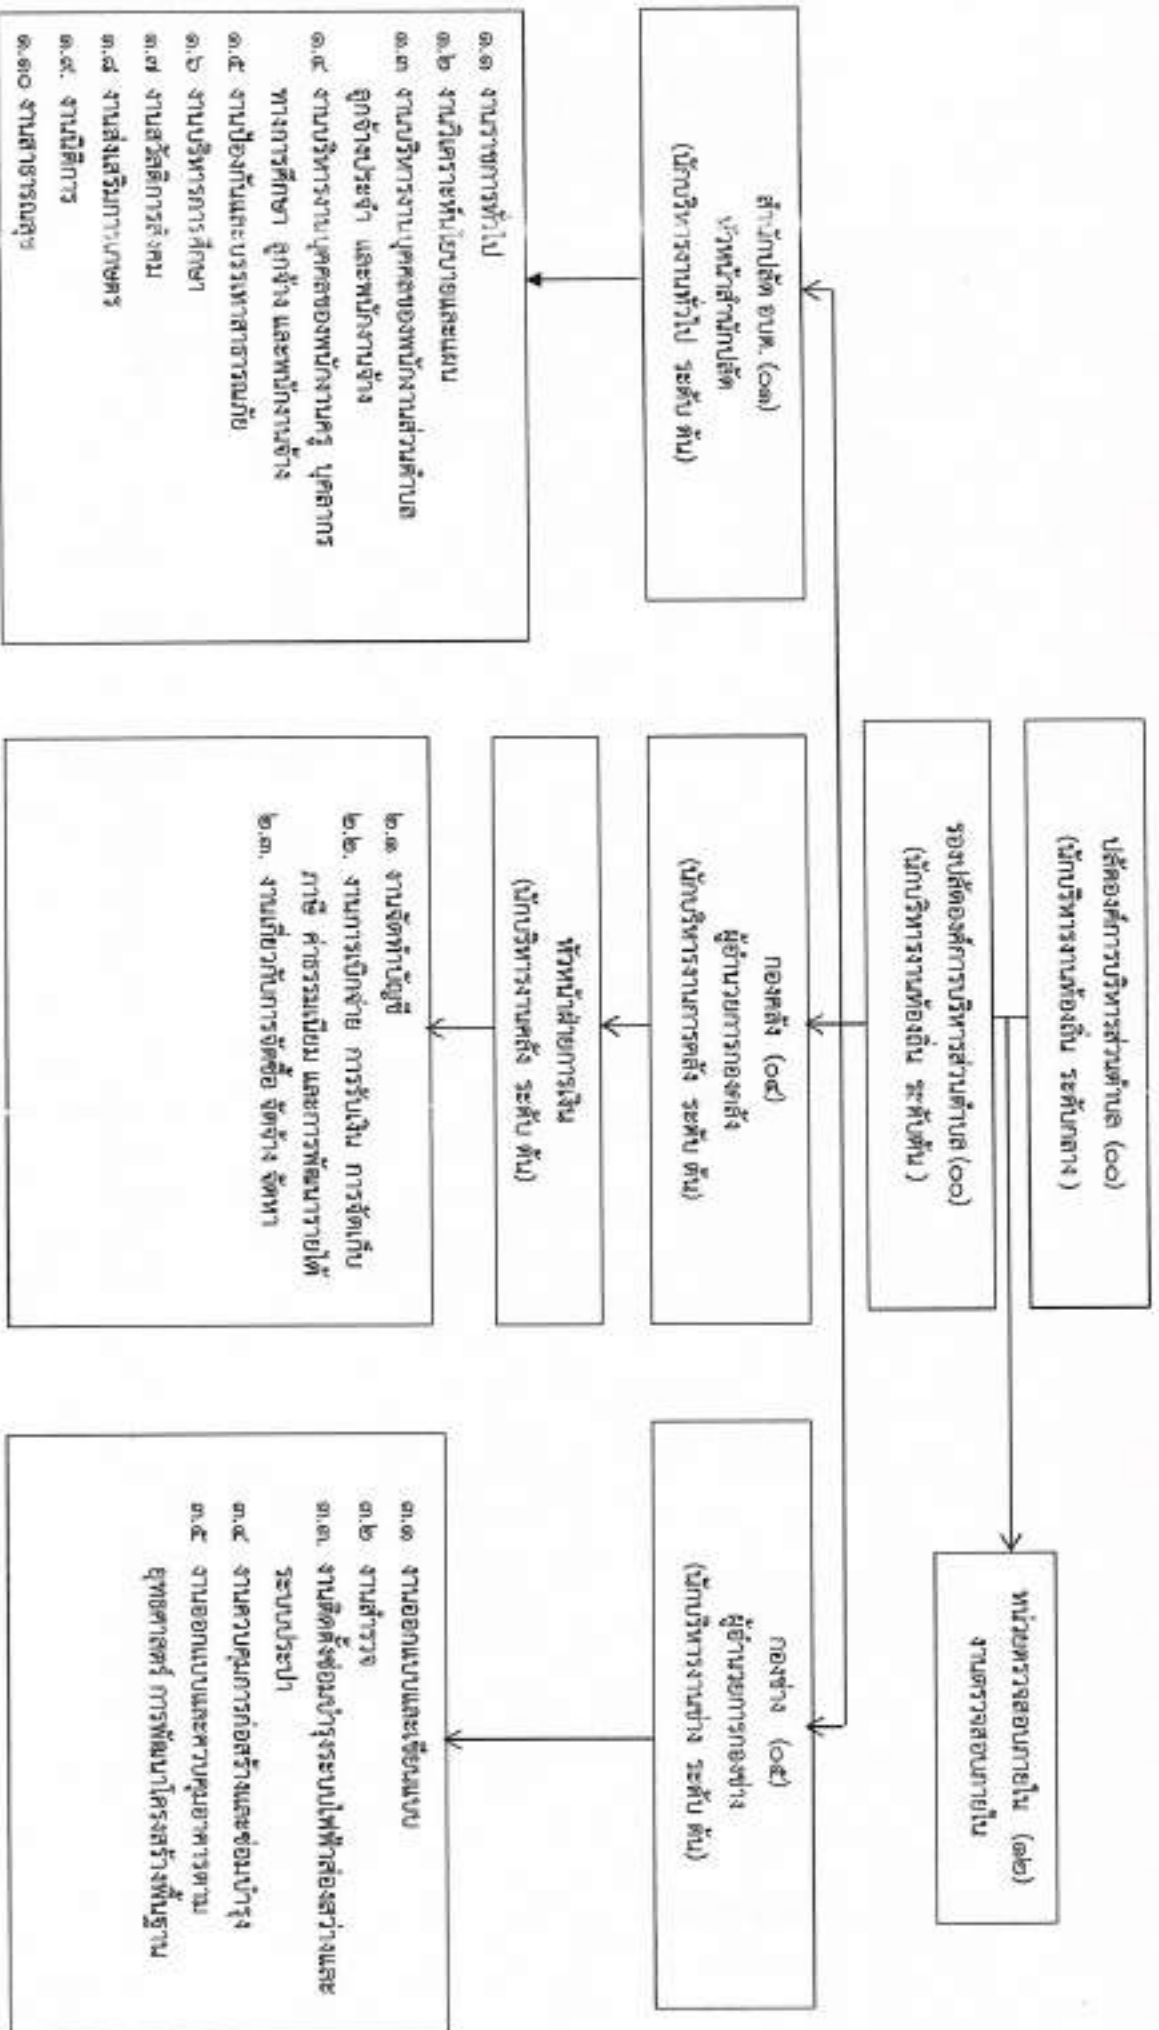 ปลัดองค์การบริหารส่วนตำบล (๐๐)
(นักบริหารงานท้องถิ่น ระดับกลาง )
รองปลัดองค์การบริหารส่วนตำบล (๐๐)
(นักบริหารงานท้องถิ่น ระดับต้น )
หน่วยตรวจสอบภายใน (๑๒)
งานตรวจสอบภายใน
สำนักปลัด อบต. (๐๑)
หัวหน้าสำนักปลัด
(นักบริหารงานทั่วไป ระดับ ต้น)
๑.๑ งานราชการทั่วไป
๑.๒ งานวิเคราะห์นโยบายและแผน
๑.๓ งานบริหารงานบุคคลของพนักงานส่วนตำบล
ลูกจ้างประจำ และพนักงานจ้าง
๑.๔ งานบริหารงานบุคคลของพนักงานครู บุคลากร
ทางการศึกษา ลูกจ้าง และพนักงานจ้าง
๑.๕ งานป้องกันและบรรเทาสาธารณภัย
๑.๖ งานบริหารการศึกษา
๑.๗ งานสวัสดิการสังคม
๑.๘ งานส่งเสริมการเกษตร
๑.๙. งานนิติการ
๑.๑๐ งานสาธารณสุข
กองคลัง (๐๔)
ผู้อำนวยการกองคลัง
(นักบริหารงานการคลัง ระดับ ต้น)
หัวหน้าฝ่ายการเงิน
(นักบริหารงานคลัง ระดับ ต้น)
๒.๑ งานจัดทำบัญชี
๒.๒. งานการเบิกจ่าย การรับเงิน การจัดเก็บ
ภาษี ค่าธรรมเนียม และการพัฒนารายได้
๒.๓. งานเกี่ยวกับการจัดซื้อ จัดจ้าง จัดหา
กองช่าง (๐๕)
ผู้อำนวยการกองช่าง
(นักบริหารงานช่าง ระดับ ต้น)
๓.๑ งานออกแบบและเขียนแบบ
๓.๒ งานสำรวจ
๓.๓. งานติดตั้งซ่อมบำรุงระบบไฟฟ้าส่องสว่างและ
ระบบประปา
๓.๔ งานควบคุมการก่อสร้างและซ่อมบำรุง
๓.๕ งานออกแบบและควบคุมอาคารตาม
ยุทธศาสตร์ การพัฒนาโครงสร้างพื้นฐาน